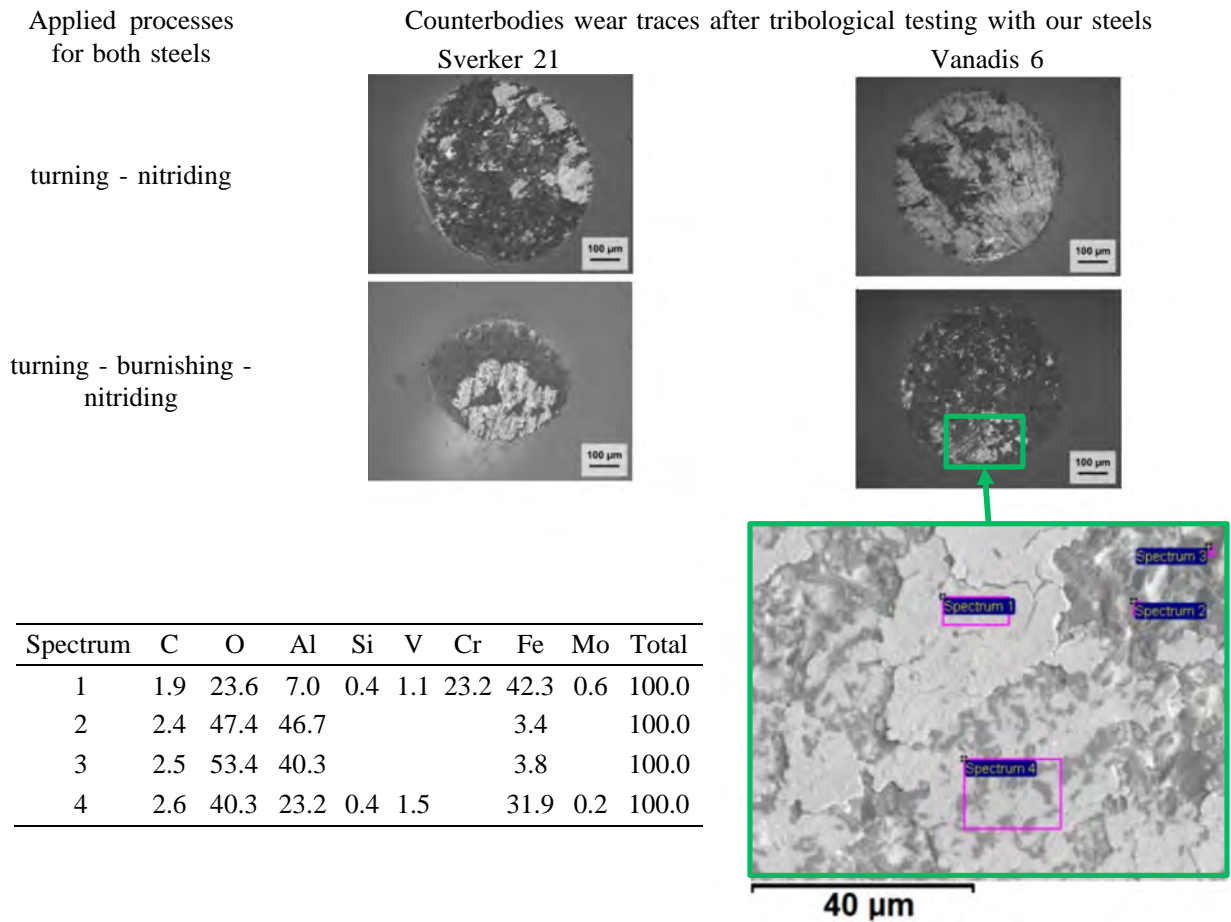 Applied processes
for both steels
Counterbodies wear traces after tribological testing with our steels
Sverker 21
Vanadis 6
turning - nitriding
100 µm
100 µm
turning - burnishing -
nitriding
100 µm
100 µm
Spectrum 3
Spectrum 1
Spectrum 2
Spectrum 4
40 µm
Spectrum C O Al Si V Cr Fe Mo Total
1 1.9 23.6 7.0 0.4 1.1 23.2 42.3 0.6 100.0
2 2.4 47.4 46.7 3.4 100.0
3 2.5 53.4 40.3 3.8 100.0
4 2.6 40.3 23.2 0.4 1.5 31.9 0.2 100.0